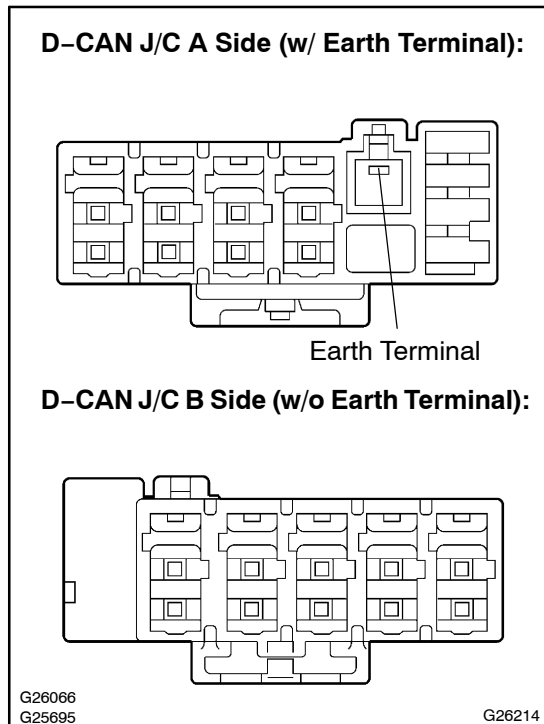 D–CAN J/C A Side (w/ Earth Terminal):
Earth Terminal
D–CAN J/C B Side (w/o Earth Terminal):
G26066
G25695
G26214